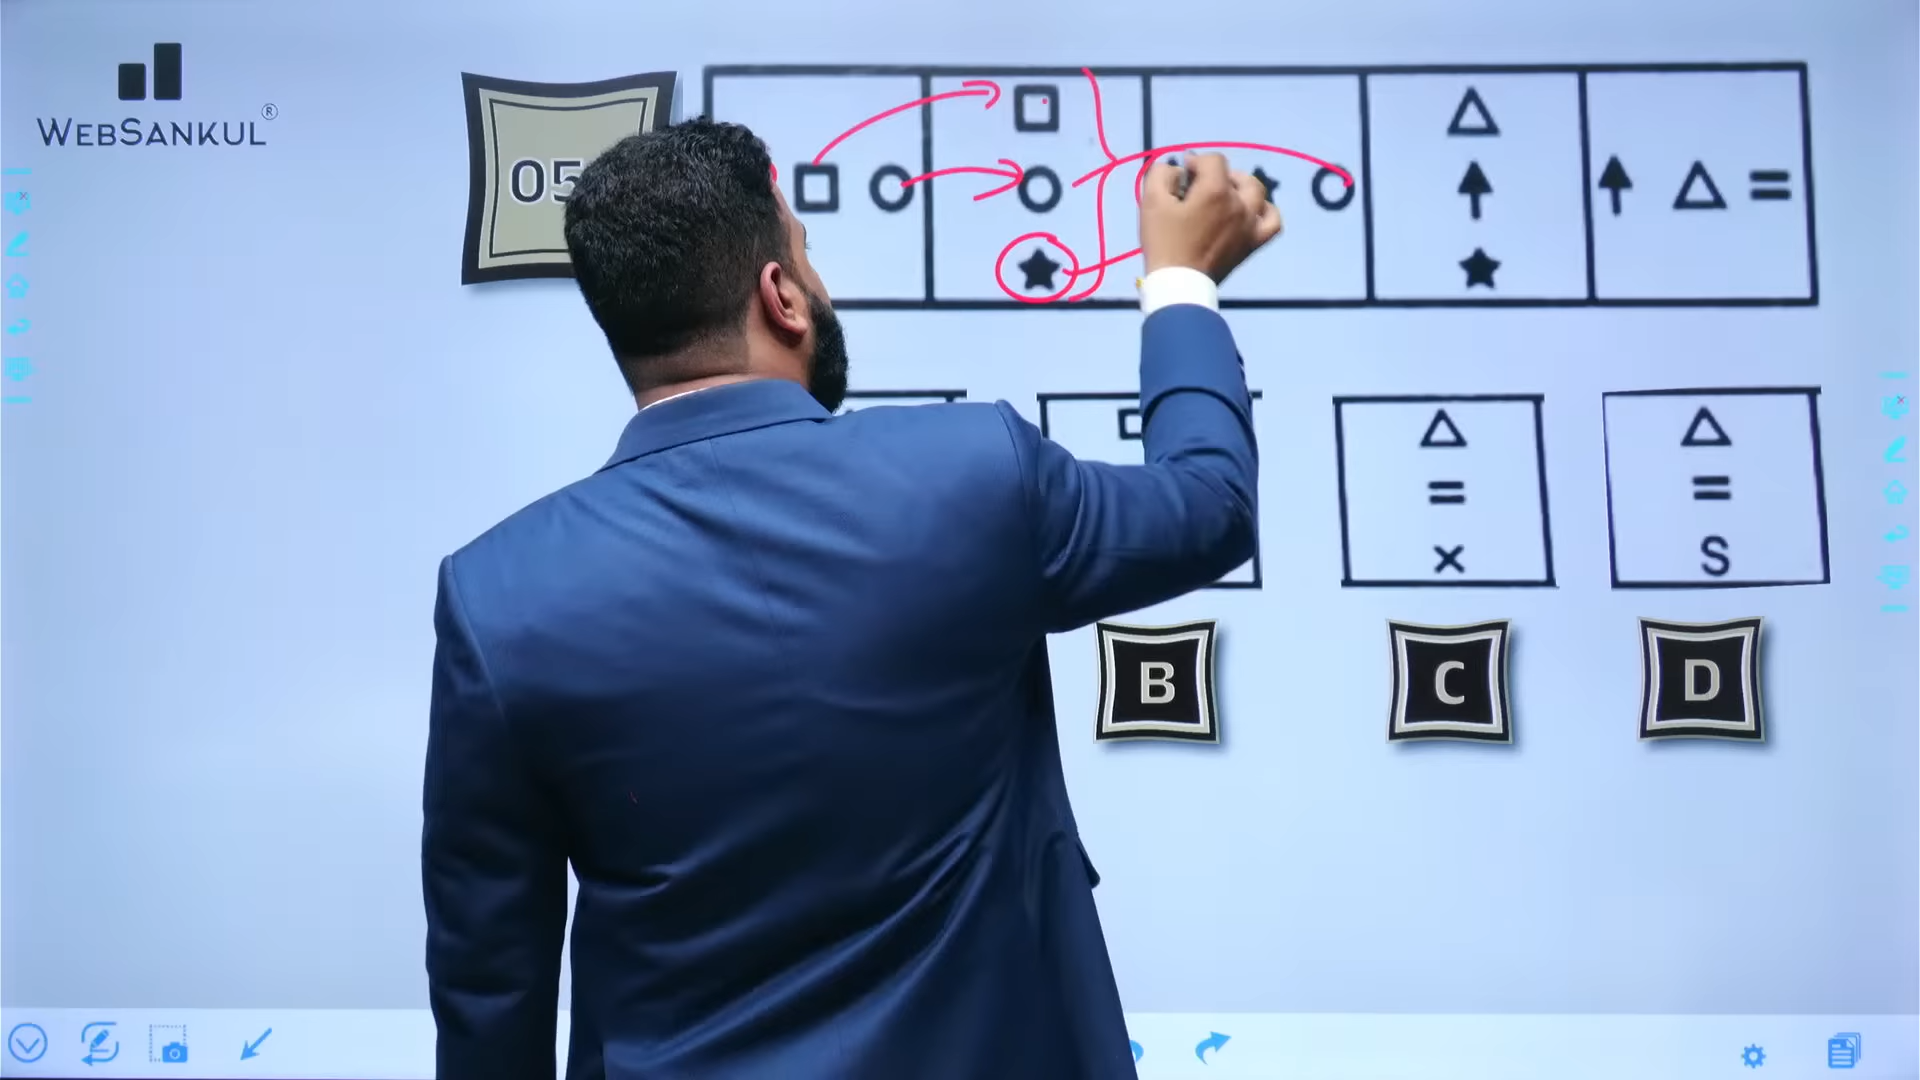 WEBSANKUL®
05
=
=
×
=
S
B
C
D